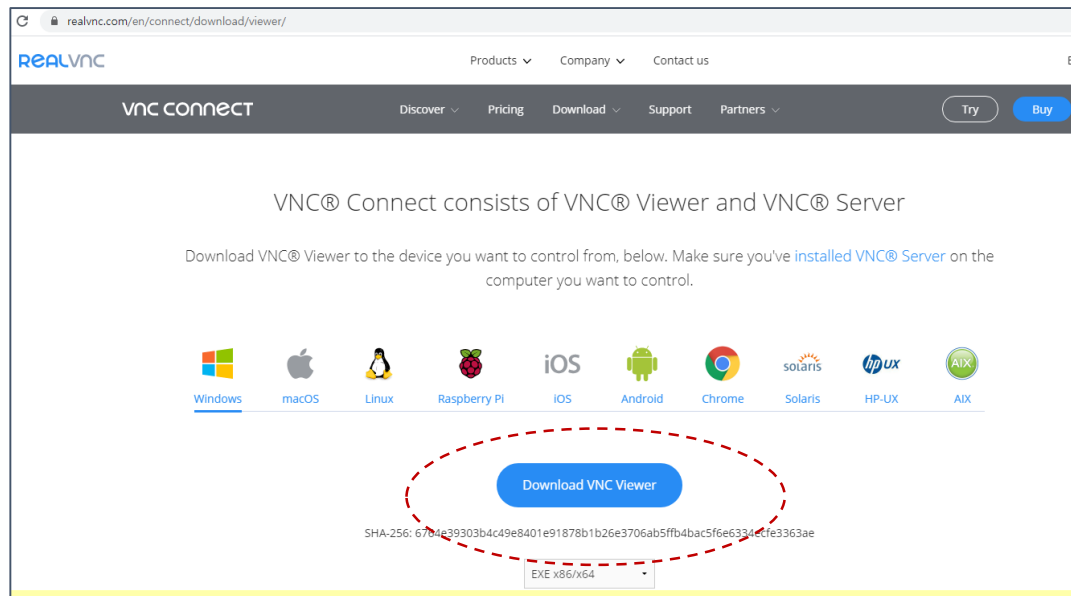 realvnc.com/en/connect/download/viewer/
REALVNC
Products Company Contact us
E
VNC CONNECT
Discover Pricing Download Support Partners Try Buy
VNC® Connect consists of VNC® Viewer and VNC® Server
Download VNC® Viewer to the device you want to control from, below. Make sure you've installed VNC® Server on the
computer you want to control.
iOS solaris hp UX AIX
Windows macOS Linux Raspberry Pi iOS Android Chrome Solaris HP-UX AIX
Download VNC Viewer
SHA-256:
EXE x86/x64